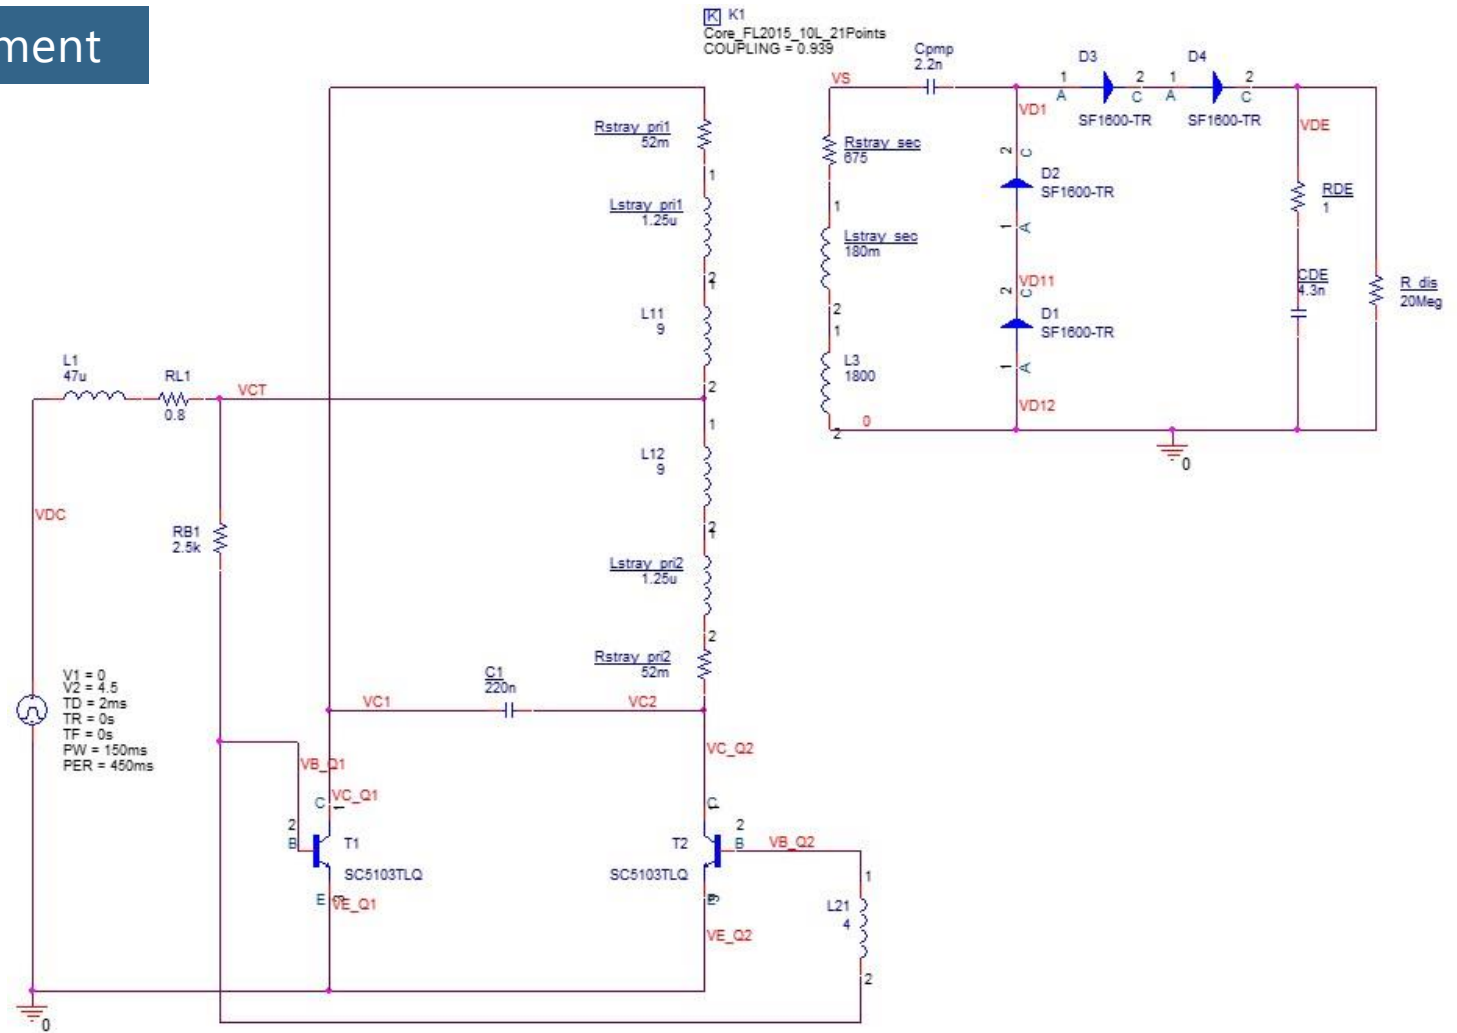 ment
K K1
Core_FL2015_10L_21Points
COUPLING = 0.939
Rstray_pri1
52m
1
Lstray_pri1
1.25u
2
1
L11
9
2
L1
47u
RL1
0.8
VCT
1
L12
9
2
1
VDC
RB1
2.5k
Lstray_pri2
1.25u
2
Rstray_pri2
52m
C1
220n
VC1
VC2
V1 = 0
V2 = 4.5
TD = 2ms
TR = 0s
TF = 0s
PW = 150ms
PER = 450ms
VB_Q1
VC_Q1
C
1
2
B
T1
SC5103TLQ
E
3
VE_Q1
VC_Q2
C
1
2
B
VB_Q2
T2
SC5103TLQ
E
3
VE_Q2
1
L21
4
2
0
VS
Cpmp
2.2n
D3
1
A
2
C
SF1600-TR
D4
1
A
2
C
SF1600-TR
VD1
VDE
Rstray_sec
675
1
Lstray_sec
180m
2
1
L3
1800
2
0
2
C
D2
SF1600-TR
1
A
VD11
2
C
D1
SF1600-TR
1
A
VD12
RDE
1
CDE
4.3n
R_dis
20Meg
0